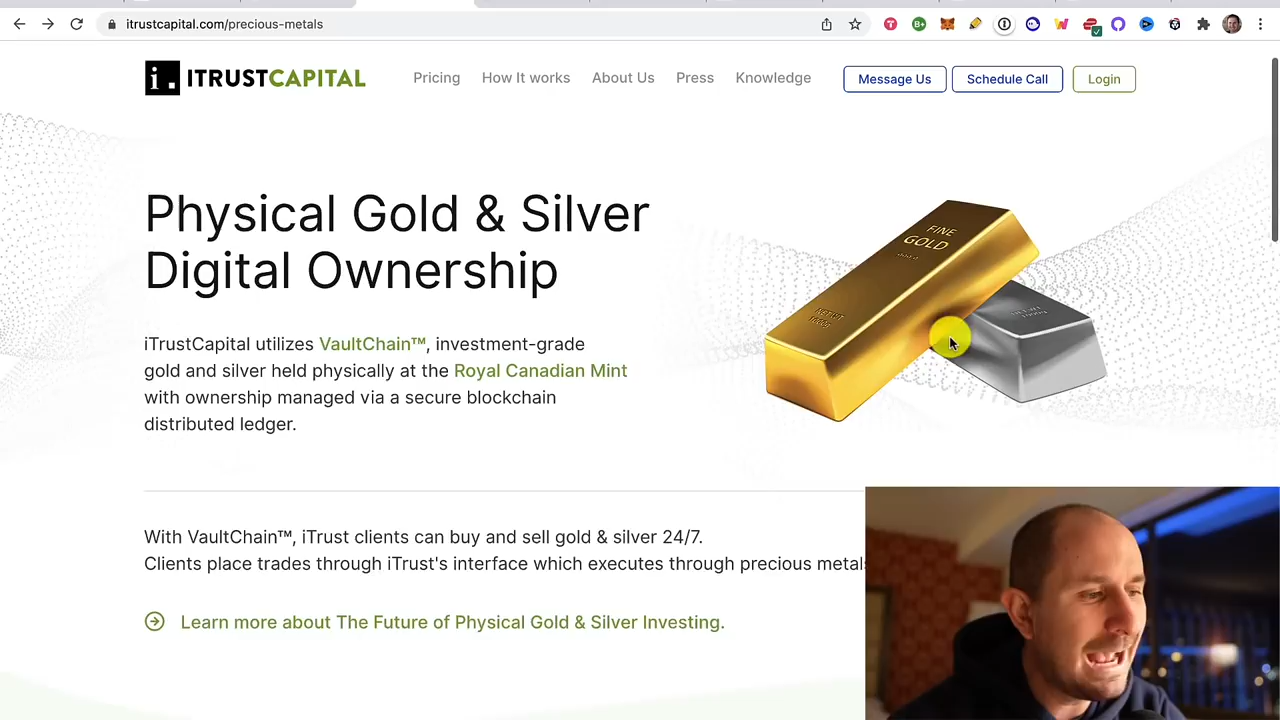 itrustcapital.com/precious-metals
i. ITRUSTCAPITAL
Pricing How It works About Us Press Knowledge Message Us Schedule Call Login
Physical Gold & Silver
Digital Ownership
FINE
GOLD
iTrustCapital utilizes VaultChain™, investment-grade
gold and silver held physically at the Royal Canadian Mint
with ownership managed via a secure blockchain
distributed ledger.
With VaultChain™, iTrust clients can buy and sell gold & silver 24/7.
Clients place trades through iTrust's interface which executes through precious metal
Learn more about The Future of Physical Gold & Silver Investing.